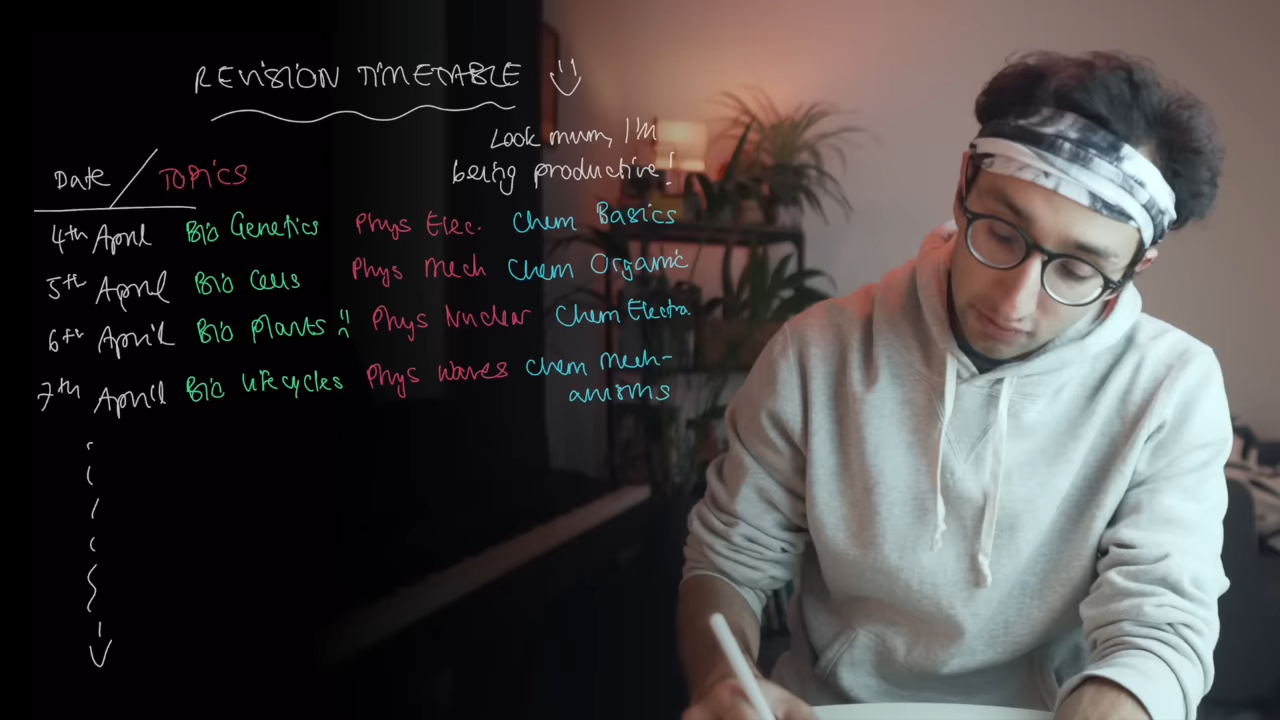 REVISION TIMETABLE
Look mum, I'm
being productive!
Date / TOPICS
4th April Bio Genetics Phys Elec. Chem Basics
5th April Bio Cells Phys Mech Chem Organic
6th April Bio Plants !! Phys Nuclear Chem Electro.
7th April Bio Lifecycles Phys Waves Chem Mech-
anisms